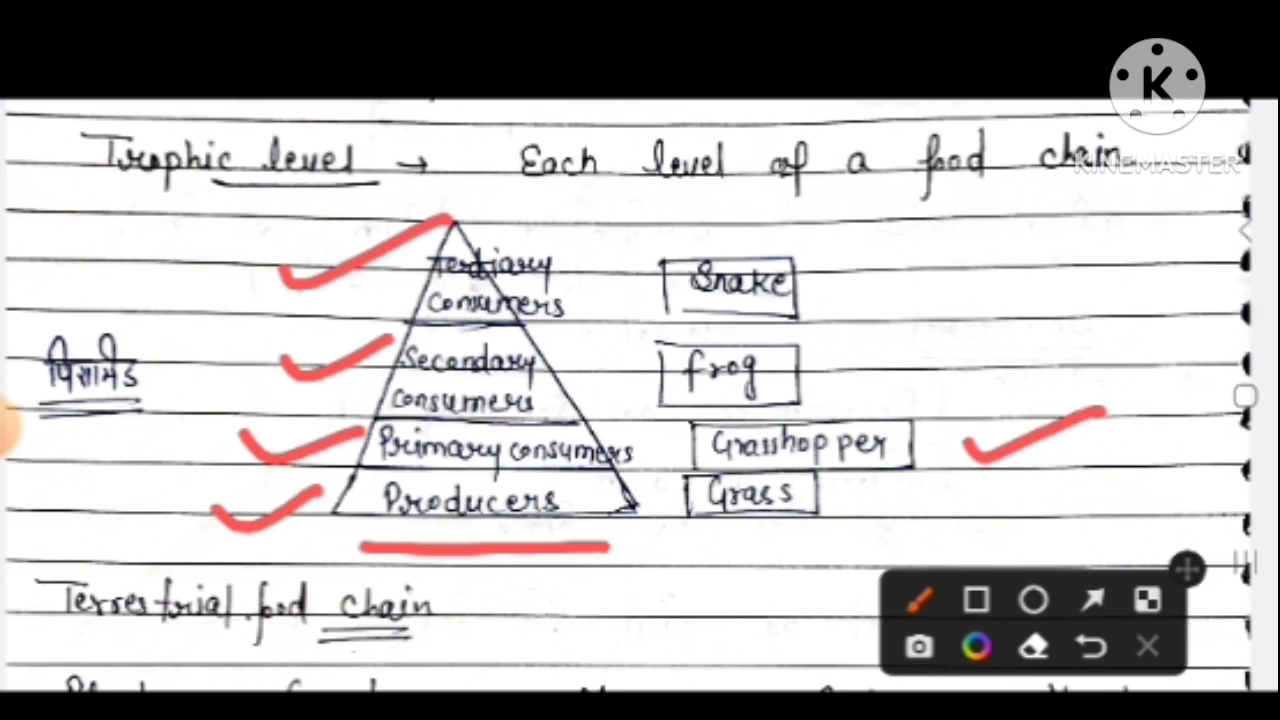 K
KINEMASTER
Trophic level → Each level of a food chain
Tertiary
consumers
Snake
पिरामिड
Secondary
consumers
frog
Primary consumers
Grasshopper
Producers
Grass
Terrestrial food chain